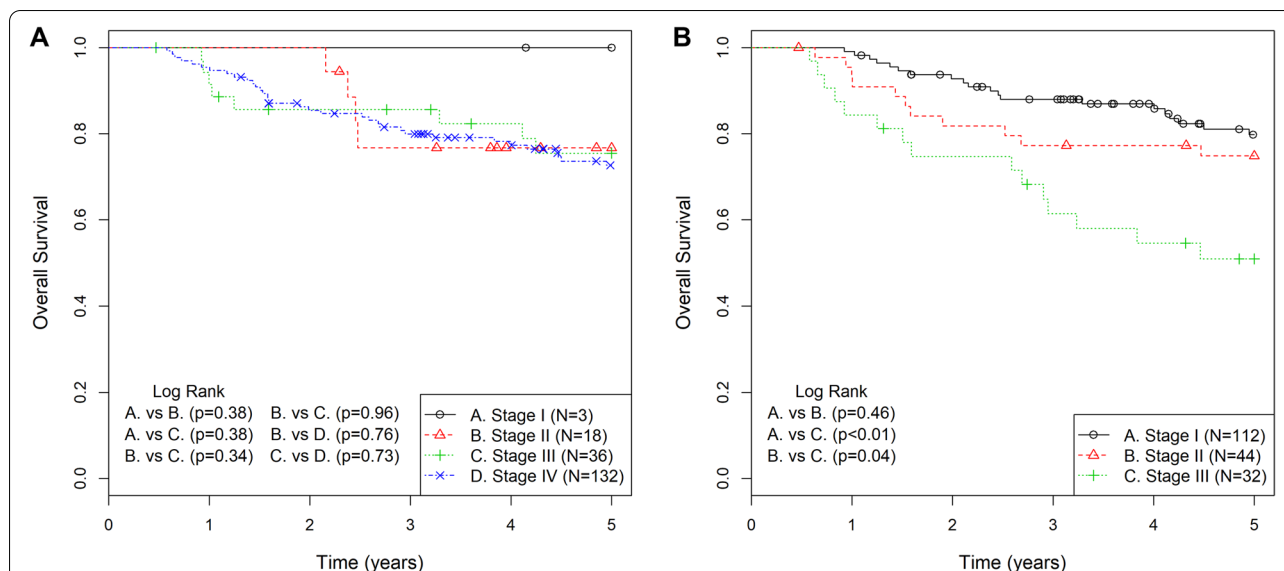 A
Overall Survival
1.0
0.8
0.6
0.4
0.2
0.0
Log Rank
A. vs B. (p=0.38) B. vs C. (p=0.96)
A. vs C. (p=0.38) B. vs D. (p=0.76)
B. vs C. (p=0.34) C. vs D. (p=0.73)
A. Stage I (N=3)
B. Stage II (N=18)
C. Stage III (N=36)
D. Stage IV (N=132)
0 1 2 3 4 5
Time (years)
B
Overall Survival
1.0
0.8
0.6
0.4
0.2
0.0
Log Rank
A. vs B. (p=0.46)
A. vs C. (p<0.01)
B. vs C. (p=0.04)
A. Stage I (N=112)
B. Stage II (N=44)
C. Stage III (N=32)
0 1 2 3 4 5
Time (years)